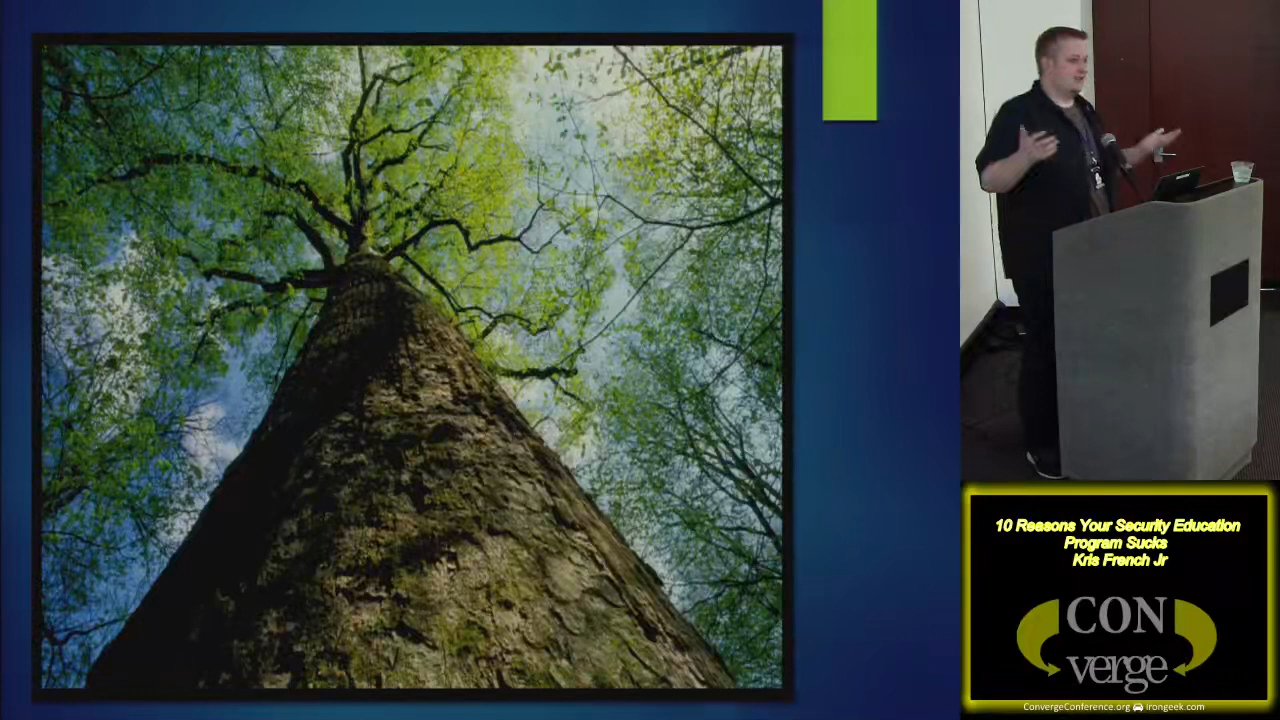 10 Reasons Your Security Education
Program Sucks
Kris French Jr
CON
verge
ConvergeConference.org irongeek.com